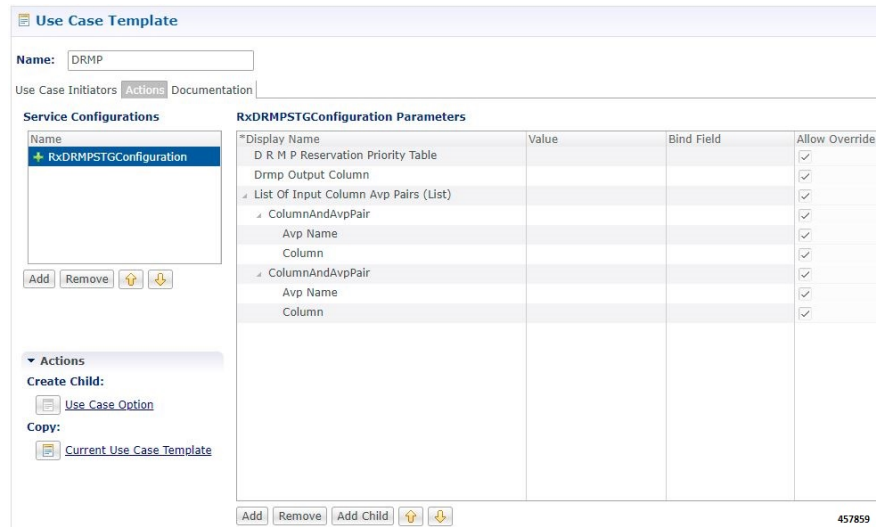 Use Case Template
Name: DRMP
Use Case Initiators Actions Documentation
Service Configurations
Name
RxDRMPSTGConfiguration
Add Remove
Actions
Create Child:
Use Case Option
Copy:
Current Use Case Template
RxDRMPSTGConfiguration Parameters
*Display Name Value Bind Field Allow Override
D R M P Reservation Priority Table
Drmp Output Column
List Of Input Column Avp Pairs (List)
ColumnAndAvpPair
Avp Name
Column
ColumnAndAvpPair
Avp Name
Column
Add Remove Add Child
457859